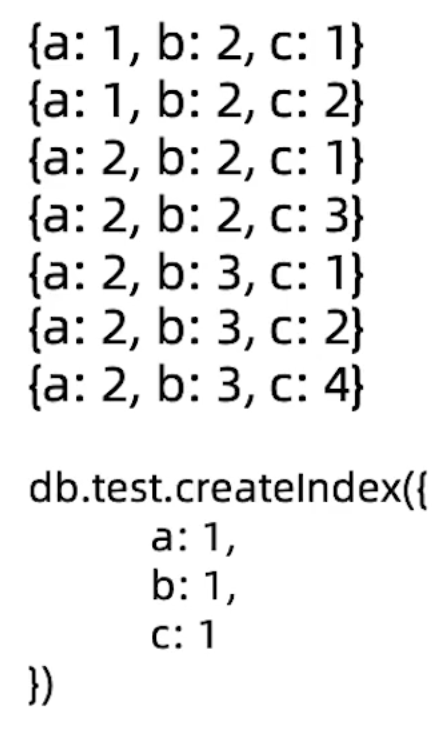 {a: 1, b: 2, c: 1}
{a: 1, b: 2, c: 2}
{a: 2, b: 2, c: 1}
{a: 2, b: 2, c: 3}
{a: 2, b: 3, c: 1}
{a: 2, b: 3, c: 2}
{a: 2, b: 3, c: 4}
db.test.createIndex({
a: 1,
b: 1,
c: 1
})